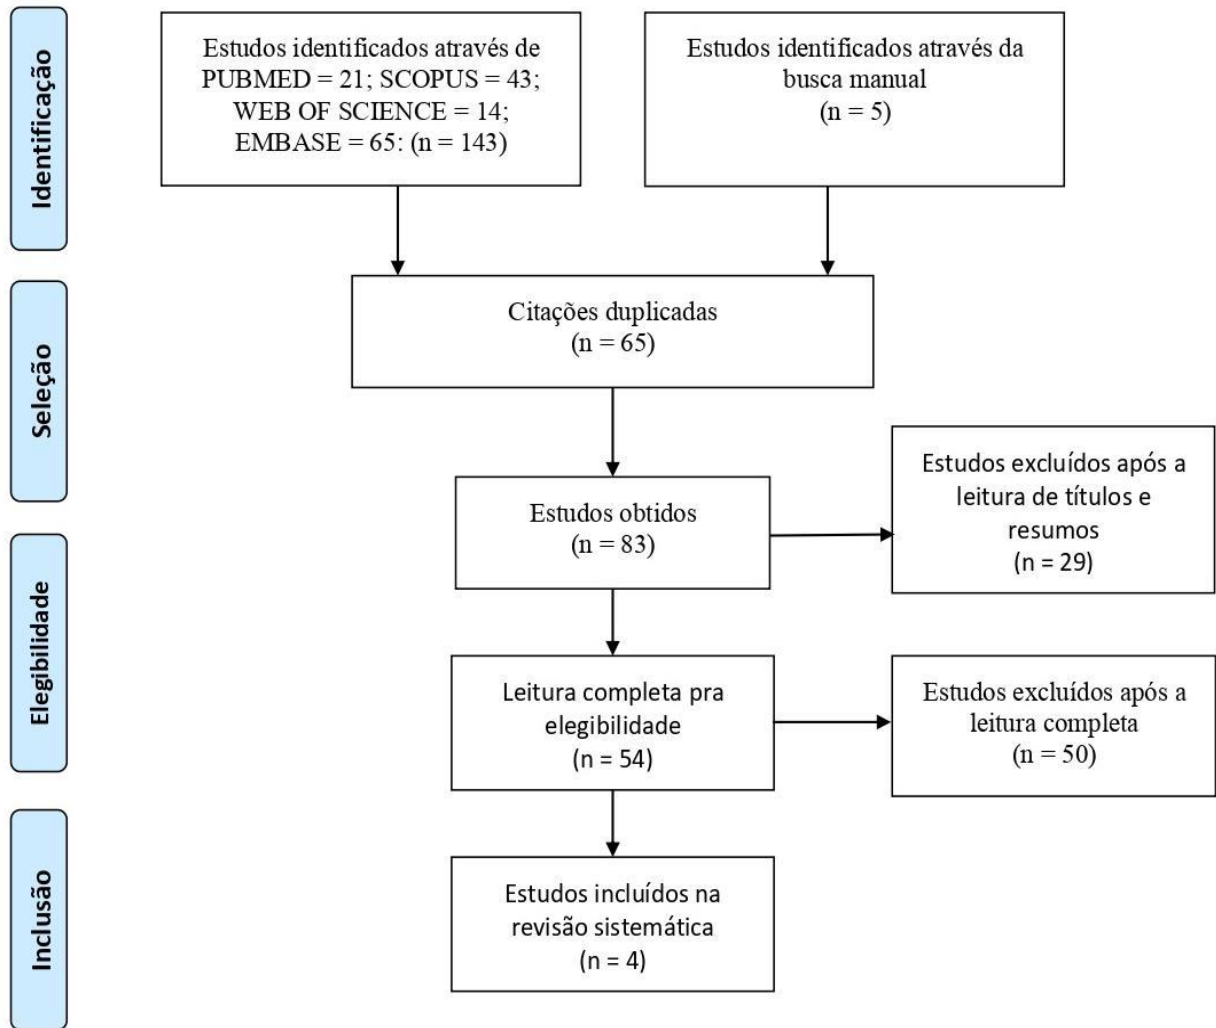 Identificação
Estudos identificados através de
PUBMED = 21; SCOPUS = 43;
WEB OF SCIENCE = 14;
EMBASE = 65: (n = 143)
Estudos identificados através da
busca manual
(n = 5)
Seleção
Citações duplicadas
(n = 65)
Estudos obtidos
(n = 83)
Estudos excluídos após a
leitura de títulos e
resumos
(n = 29)
Elegibilidade
Leitura completa pra
elegibilidade
(n = 54)
Estudos excluídos após a
leitura completa
(n = 50)
Inclusão
Estudos incluídos na
revisão sistemática
(n = 4)